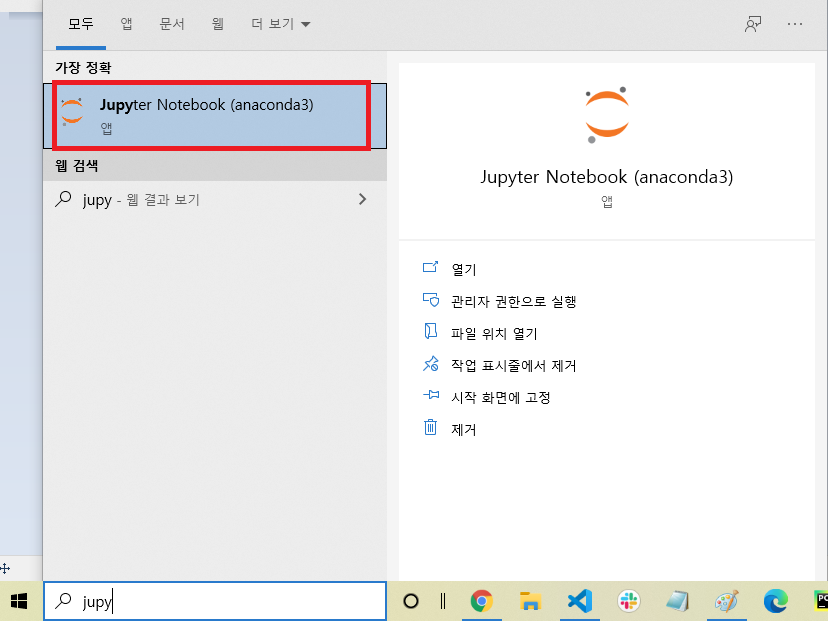 모두 앱 문서 웹 더 보기
가장 정확
Jupyter Notebook (anaconda3)
앱
웹 검색
jupy - 웹 결과 보기
Jupyter Notebook (anaconda3)
앱
열기
관리자 권한으로 실행
파일 위치 열기
작업 표시줄에서 제거
시작 화면에 고정
제거
jupy
PC